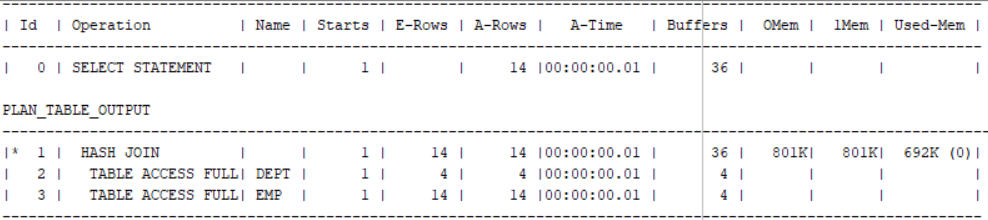 | Id | Operation | Name | Starts | E-Rows | A-Rows | A-Time | Buffers | OMem | 1Mem | Used-Mem |
| 0 | SELECT STATEMENT | | 1 | | 14 |00:00:00.01 | 36 | | | |
PLAN_TABLE_OUTPUT
|* 1 | HASH JOIN | | 1 | 14 | 14 |00:00:00.01 | 36 | 801K| 801K| 692K (0)|
| 2 | TABLE ACCESS FULL| DEPT | 1 | 4 | 4 |00:00:00.01 | 4 | | | |
| 3 | TABLE ACCESS FULL| EMP | 1 | 14 | 14 |00:00:00.01 | 4 | | | |